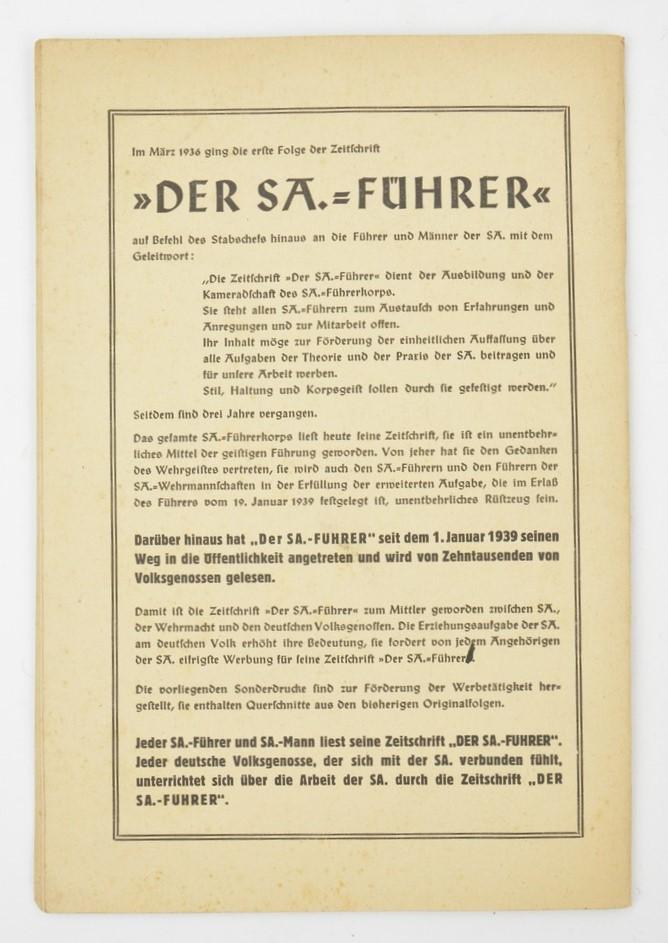 Im März 1936 ging die erste Folge der Zeitschrift
»DER SA.=FÜHRER«
auf Befehl des Stabschefs hinaus an die Führer und Männer der SA. mit dem
Geleitwort:
„Die Zeitschrift »Der SA.=Führer« dient der Ausbildung und der
Kameradschaft des SA.=Führerkorps.
Sie steht allen SA.=Führern zum Austausch von Erfahrungen und
Anregungen und zur Mitarbeit offen.
Ihr Inhalt möge zur Förderung der einheitlichen Auffassung über
alle Aufgaben der Theorie und der Praxis der SA. beitragen und
für unsere Arbeit werben.
Stil, Haltung und Korpsgeist sollen durch sie gefestigt werden.“
Seitdem sind drei Jahre vergangen.
Das gesamte SA.=Führerkorps liest heute seine Zeitschrift, sie ist ein unentbehr=
liches Mittel der geistigen Führung geworden. Von jeher hat sie den Gedanken
des Wehrgeistes vertreten, sie wird auch den SA.=Führern und den Führern der
SA.=Wehrmannschaften in der Erfüllung der erweiterten Aufgabe, die im Erlaß
des Führers vom 19. Januar 1939 festgelegt ist, unentbehrliches Rüstzeug sein.
Darüber hinaus hat „Der SA.-FUHRER“ seit dem 1. Januar 1939 seinen
Weg in die Öffentlichkeit angetreten und wird von Zehntausenden von
Volksgenossen gelesen.
Damit ist die Zeitschrift »Der SA.=Führer« zum Mittler geworden zwischen SA.,
der Wehrmacht und den deutschen Volksgenossen. Die Erziehungsaufgabe der SA.
am deutschen Volk erhöht ihre Bedeutung, sie fordert von jedem Angehörigen
der SA. eifrigste Werbung für seine Zeitschrift »Der SA.=Führer«.
Die vorliegenden Sonderdrucke sind zur Förderung der Werbetätigkeit her=
gestellt, sie enthalten Querschnitte aus den bisherigen Originalfolgen.
Jeder SA.-Führer und SA.-Mann liest seine Zeitschrift „DER SA.-FUHRER“.
Jeder deutsche Volksgenosse, der sich mit der SA. verbunden fühlt,
unterrichtet sich über die Arbeit der SA. durch die Zeitschrift „DER
SA.-FUHRER“.